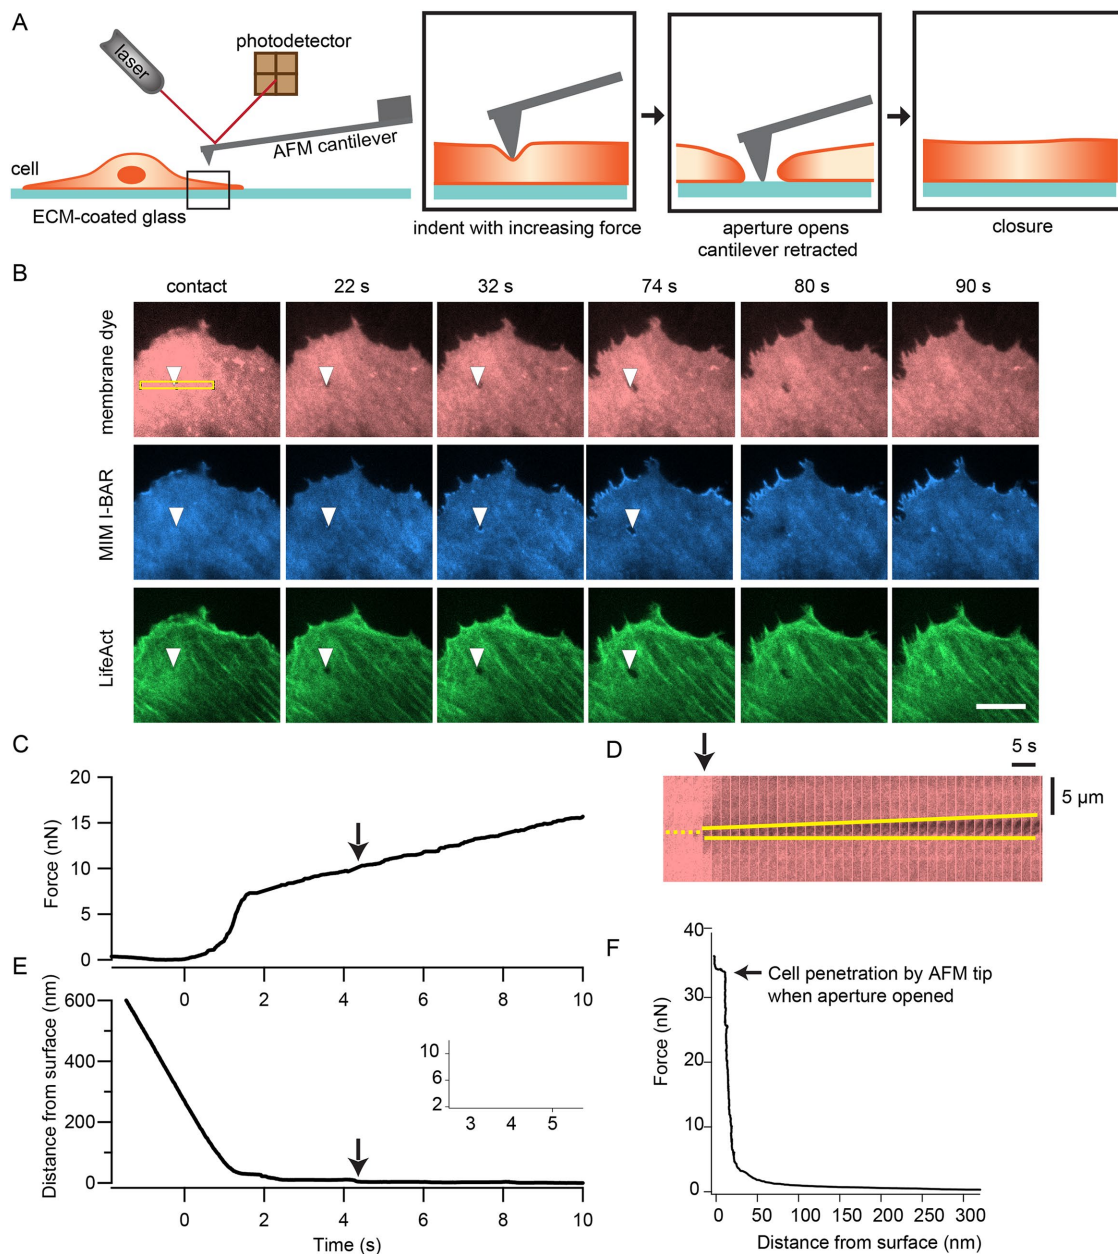 A
laser
photodetector
AFM cantilever
cell
ECM-coated glass
indent with increasing force
aperture opens
cantilever retracted
closure
B
contact
22 s
32 s
74 s
80 s
90 s
membrane dye
MIM I-BAR
LifeAct
C
Force (nN)
20
15
10
5
0
0
2
4
6
8
10
D
5 s
5 µm
E
Distance from surface (nm)
600
400
200
0
0
2
4
6
8
10
Time (s)
10
6
2
3
4
5
F
Force (nN)
40
30
20
10
0
Cell penetration by AFM tip
when aperture opened
0
50
100
150
200
250
300
Distance from surface (nm)